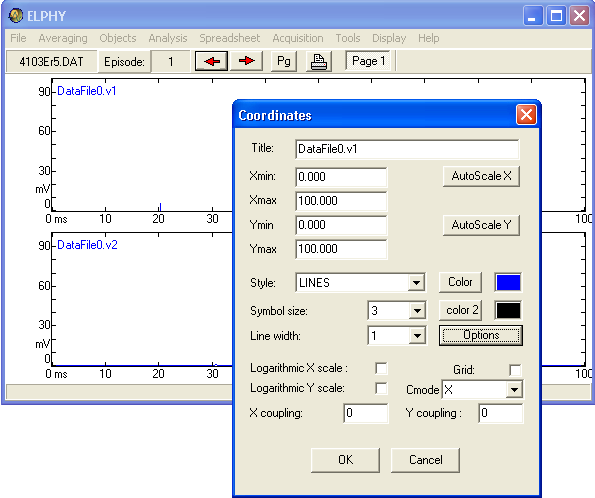 ELPHY
File Averaging Objects Analysis Spreadsheet Acquisition Tools Display Help
4103Er5.DAT Episode: 1 Pg Page 1
90
DataFile0.v1
60
30
mV
0
0 ms 10 20 30 100
90
DataFile0.v2
60
30
mV
0
0 ms 10 20 30 100
Coordinates
Title: DataFile0.v1
Xmin: 0.000 AutoScale X
Xmax 100.000
Ymin 0.000 AutoScale Y
Ymax 100.000
Style: LINES Color
Symbol size: 3 color 2
Line width: 1 Options
Logarithmic X scale : Grid:
Logarithmic Y scale: Cmode X
X coupling: 0 Y coupling : 0
OK Cancel